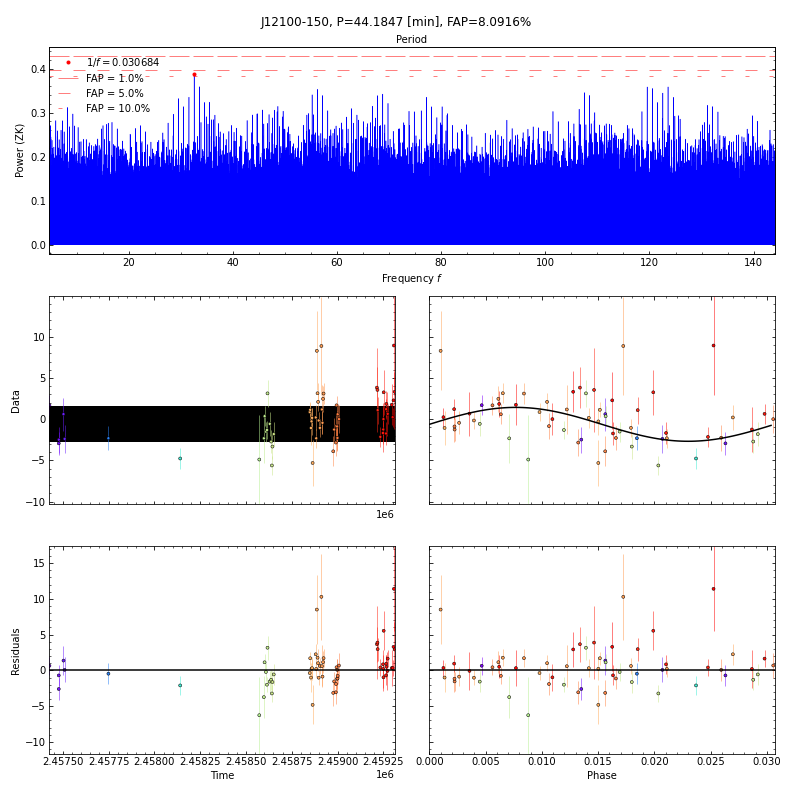 J12100-150, P=44.1847 [min], FAP=8.0916%
Period
1/f = 0.030684
FAP = 1.0%
FAP = 5.0%
FAP = 10.0%
Power (ZK)
0.4
0.3
0.2
0.1
0.0
20 40 60 80 100 120 140
Frequency f
Data
10
5
0
−5
−10
1e6
Residuals
15
10
5
0
−5
−10
2.45750 2.45775 2.45800 2.45825 2.45850 2.45875 2.45900 2.45925
1e6
Time
0.000 0.005 0.010 0.015 0.020 0.025 0.030
Phase